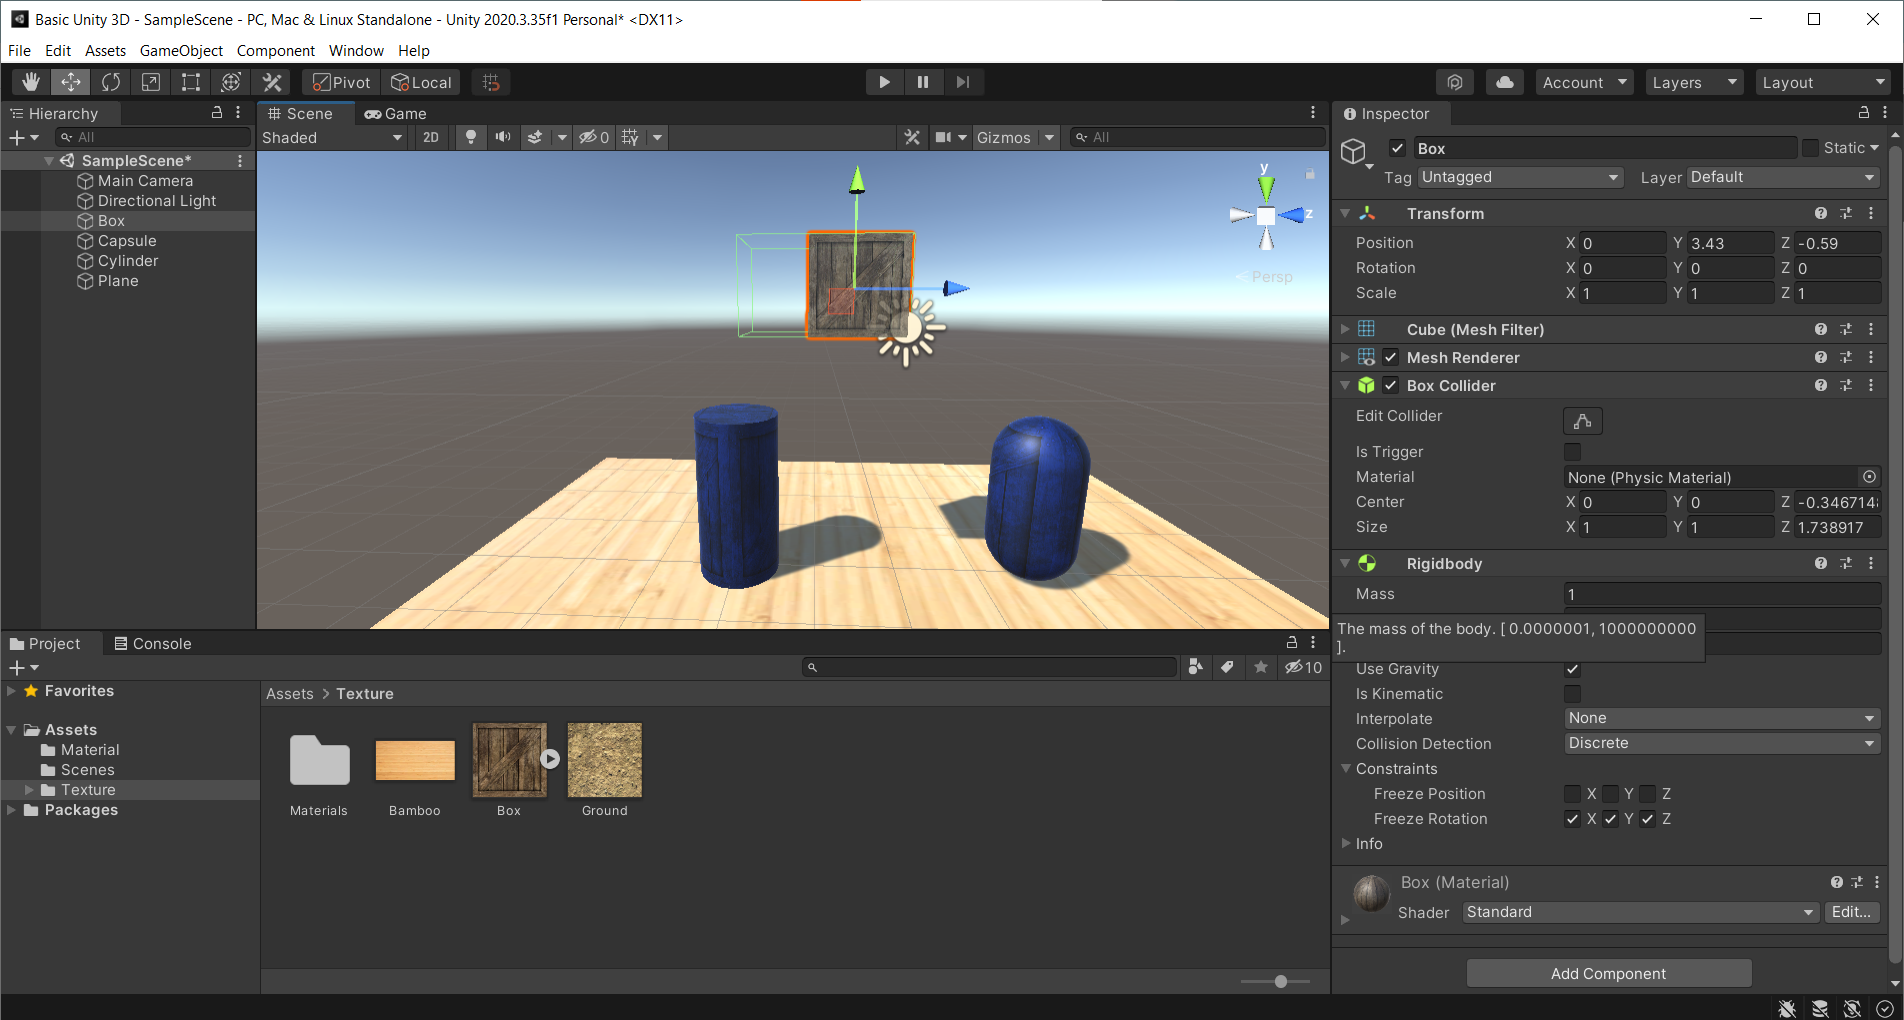 Basic Unity 3D - SampleScene - PC, Mac & Linux Standalone - Unity 2020.3.35f1 Personal* <DX11>
File Edit Assets GameObject Component Window Help
Pivot Local
Account Layers Layout
Hierarchy
All
SampleScene*
Main Camera
Directional Light
Box
Capsule
Cylinder
Plane
Scene Game
Shaded 2D 0 Gizmos All
y
z
Persp
Inspector
Box Static
Tag Untagged Layer Default
Transform
Position X 0 Y 3.43 Z -0.59
Rotation X 0 Y 0 Z 0
Scale X 1 Y 1 Z 1
Cube (Mesh Filter)
Mesh Renderer
Box Collider
Edit Collider
Is Trigger
Material None (Physic Material)
Center X 0 Y 0 Z -0.346714
Size X 1 Y 1 Z 1.738917
Rigidbody
Mass 1
The mass of the body. [ 0.0000001, 1000000000
].
Use Gravity
Is Kinematic
Interpolate None
Collision Detection Discrete
Constraints
Freeze Position X Y Z
Freeze Rotation X Y Z
Info
Box (Material)
Shader Standard Edit...
Add Component
Project Console
10
Favorites
Assets
Material
Scenes
Texture
Packages
Assets > Texture
Materials
Bamboo
Box
Ground